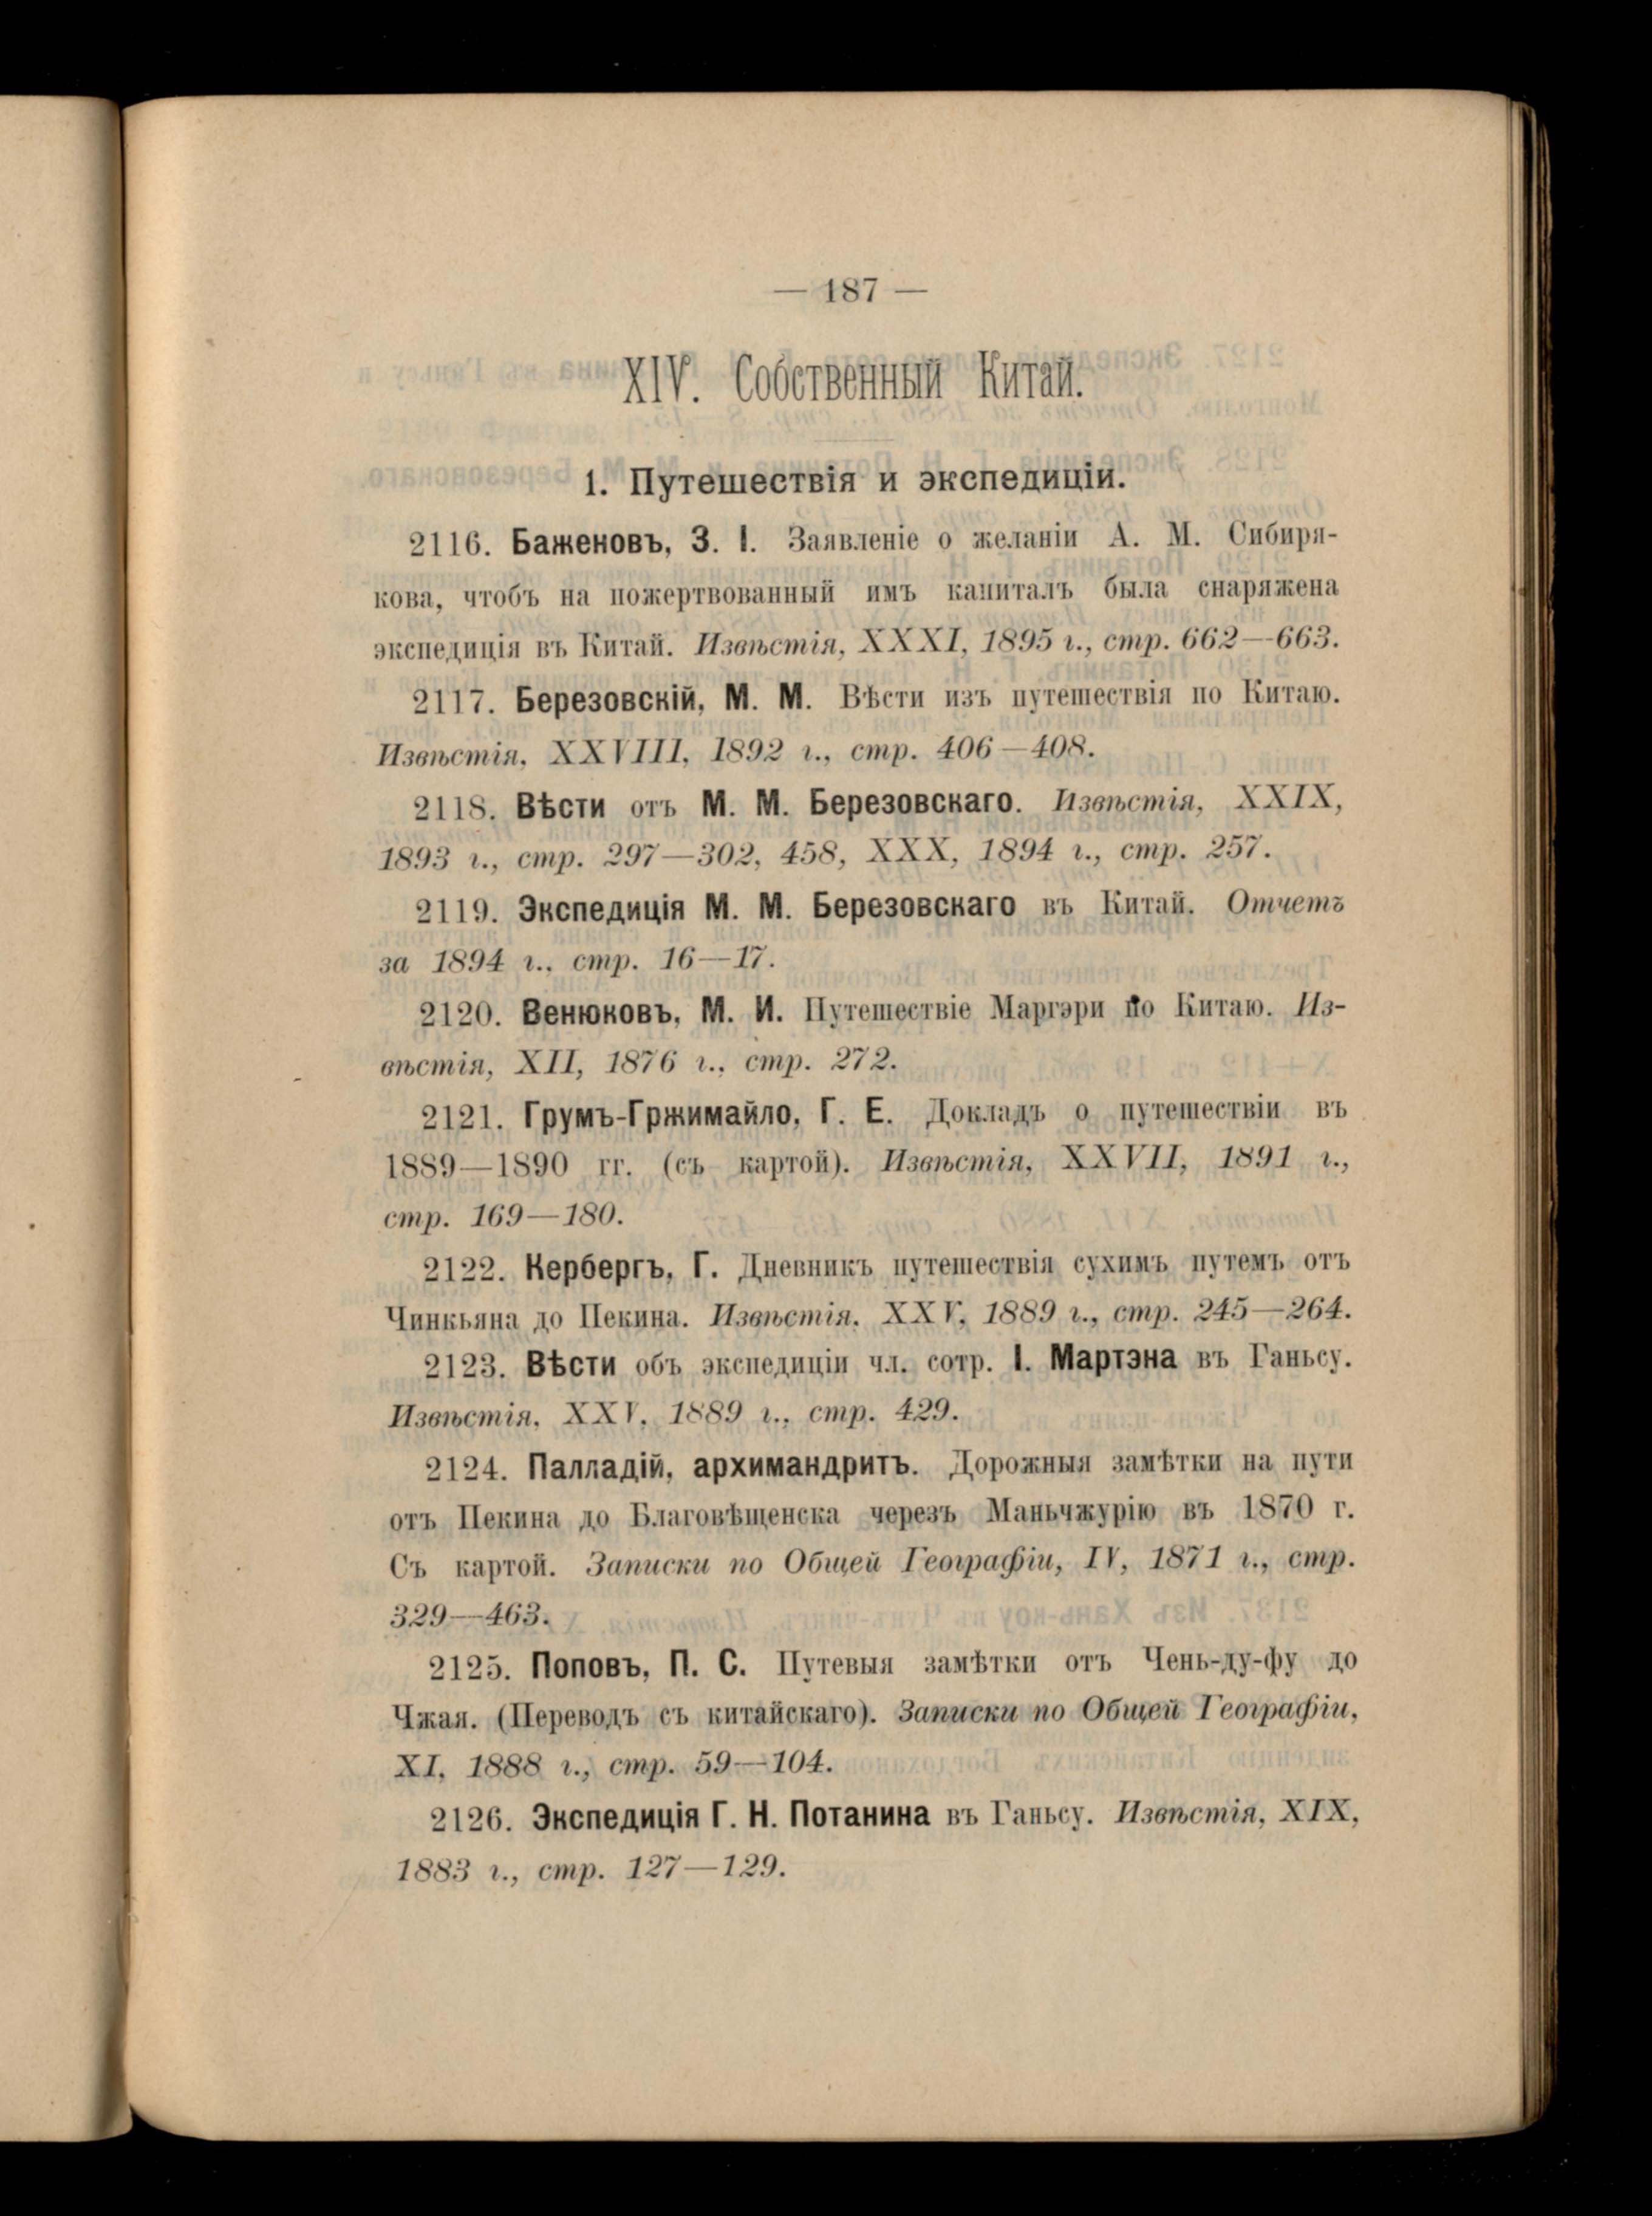 — 187 —
XIV. Собственный Китай.
1. Путешествія и экспедиціи.
2116. Баженовъ, З. І. Заявленіе о желаніи А. М. Сибиря-
кова, чтобъ на пожертвованный имъ капиталъ была снаряжена
экспедиція въ Китай. Извѣстія, XXXI, 1895 г., стр. 662—663.
2117. Березовскій, М. М. Вѣсти изъ путешествія по Китаю.
Извѣстія, XXVIII, 1892 г., стр. 406—408.
2118. Вѣсти отъ М. М. Березовскаго. Извѣстія, XXIX,
1893 г., стр. 297—302, 458, XXX, 1894 г., стр. 257.
2119. Экспедиція М. М. Березовскаго въ Китай. Отчетъ
за 1894 г., стр. 16—17.
2120. Венюковъ, М. И. Путешествіе Маргэри по Китаю. Из-
вѣстія, XII, 1876 г., стр. 272.
2121. Грумъ-Гржимайло, Г. Е. Докладъ о путешествіи въ
1889—1890 гг. (съ картой). Извѣстія, XXVII, 1891 г.,
стр. 169—180.
2122. Кербергъ, Г. Дневникъ путешествія сухимъ путемъ отъ
Чинкьяна до Пекина. Извѣстія, XXV, 1889 г., стр. 245—264.
2123. Вѣсти объ экспедиціи чл. сотр. І. Мартэна въ Ганьсу.
Извѣстія, XXV, 1889 г., стр. 429.
2124. Палладій, архимандритъ. Дорожныя замѣтки на пути
отъ Пекина до Благовѣщенска черезъ Маньчжурію въ 1870 г.
Съ картой. Записки по Общей Географіи, IV, 1871 г., стр.
329—463.
2125. Поповъ, П. С. Путевыя замѣтки отъ Чень-ду-фу до
Чжая. (Переводъ съ китайскаго). Записки по Общей Географіи,
XI, 1888 г., стр. 59—104.
2126. Экспедиція Г. Н. Потанина въ Ганьсу. Извѣстія, XIX,
1883 г., стр. 127—129.